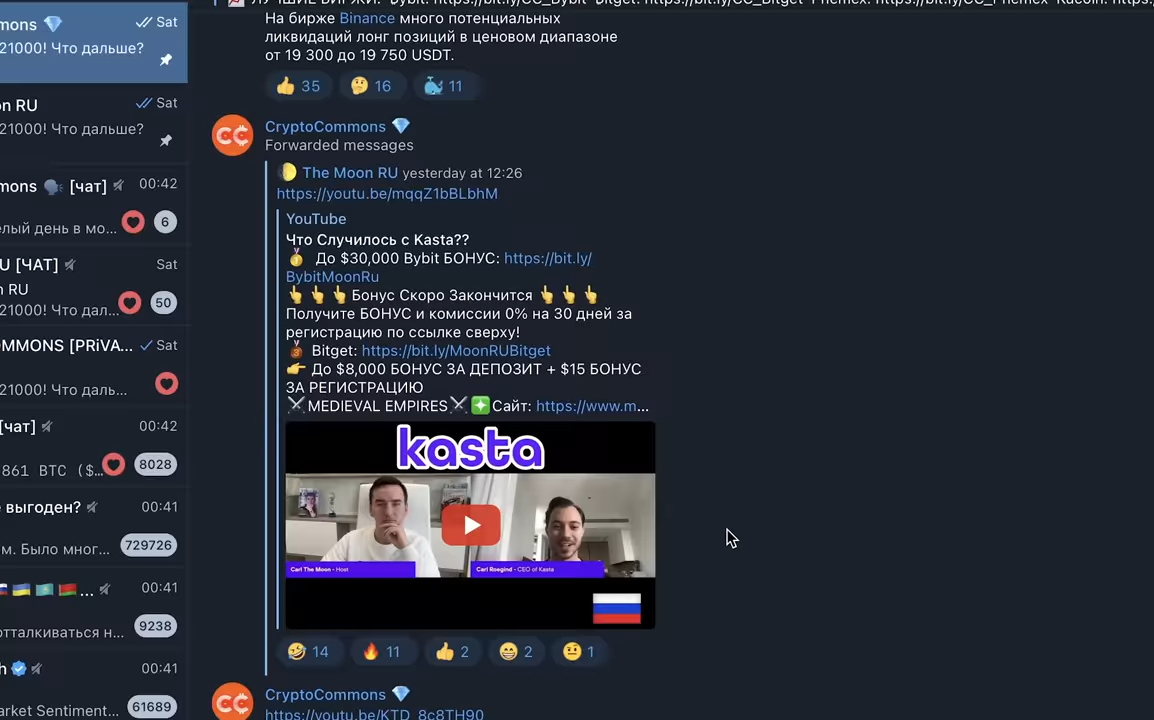 mons 💎 Sat
21000! Что дальше?
on RU Sat
21000! Что дальше?
mons 🗣 [чат] 00:42
елый день в мо... 6
U [ЧАТ] Sat
n RU
21000! Что дал... 50
OMMONS [PRiVA... Sat
21000! Что даль...
[чат] 00:42
861 BTC ($... 8028
е выгоден? 00:41
м. Было мног... 729726
... 00:41
отталкиваться н... 9238
h 00:41
arket Sentiment... 61689
На бирже Binance много потенциальных
ликвидаций лонг позиций в ценовом диапазоне
от 19 300 до 19 750 USDT.
👍 35 🤔 16 🐳 11
CryptoCommons 💎
Forwarded messages
The Moon RU yesterday at 12:26
https://youtu.be/mqqZ1bBLbhM
YouTube
Что Случилось с Kasta??
🥇 До $30,000 Bybit БОНУС: https://bit.ly/
BybitMoonRu
👆👆👆Бонус Скоро Закончится👆👆👆
Получите БОНУС и комиссии 0% на 30 дней за
регистрацию по ссылке сверху!
🥉 Bitget: https://bit.ly/MoonRUBitget
👉 До $8,000 БОНУС ЗА ДЕПОЗИТ + $15 БОНУС
ЗА РЕГИСТРАЦИЮ
⚔️MEDIEVAL EMPIRES⚔️❇️Сайт: https://www.m...
kasta
Carl The Moon - Host
Carl Roegind - CEO of Kasta
🤣 14 🔥 11 👍 2 😁 2 🤨 1
CryptoCommons 💎
https://youtu.be/KTD_8c8TH90